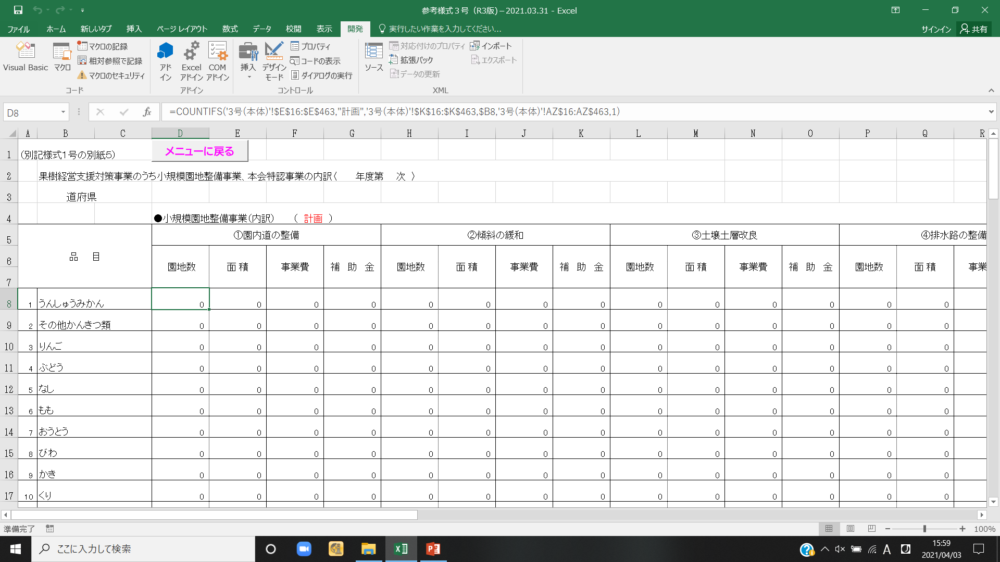 参考様式３号（R3版)－2021.03.31 - Excel
ファイル ホーム 新しいタブ 挿入 ページ レイアウト 数式 データ 校閲 表示 開発 実行したい作業を入力してください... サインイン 共有
Visual Basic マクロ マクロの記録 相対参照で記録 マクロのセキュリティ
アドイン Excel アドイン COM アドイン
挿入 デザイン モード プロパティ コードの表示 ダイアログの実行
ソース 対応付けのプロパティ 拡張パック データの更新 インポート エクスポート
コード アドイン コントロール XML
D8 fx =COUNTIFS('3号(本体)'!$E$16:$E$463,"計画",'3号(本体)'!$K$16:$K$463,$B8,'3号(本体)'!AZ$16:AZ$463,1)
A B C D E F G H I J K L M N O P Q R
1 (別記様式１号の別紙５) メニューに戻る
2 果樹経営支援対策事業のうち小規模園地整備事業、本会特認事業の内訳〈　　年度第　次 〉
3 道府県
4 ●小規模園地整備事業（内訳）　（ 計画 ）
5 ①園内道の整備 ②傾斜の緩和 ③土壌土層改良 ④排水路の整備
6 品　目 園地数 面 積 事業費 補 助 金 園地数 面 積 事業費 補 助 金 園地数 面 積 事業費 補 助 金 園地数 面 積 事業
7
8 1 うんしゅうみかん 0 0 0 0 0 0 0 0 0 0 0 0 0 0
9 2 その他かんきつ類 0 0 0 0 0 0 0 0 0 0 0 0 0 0
10 3 りんご 0 0 0 0 0 0 0 0 0 0 0 0 0 0
11 4 ぶどう 0 0 0 0 0 0 0 0 0 0 0 0 0 0
12 5 なし 0 0 0 0 0 0 0 0 0 0 0 0 0 0
13 6 もも 0 0 0 0 0 0 0 0 0 0 0 0 0 0
14 7 おうとう 0 0 0 0 0 0 0 0 0 0 0 0 0 0
15 8 びわ 0 0 0 0 0 0 0 0 0 0 0 0 0 0
16 9 かき 0 0 0 0 0 0 0 0 0 0 0 0 0 0
17 10 くり 0 0 0 0 0 0 0 0 0 0 0 0 0 0
準備完了 100%
ここに入力して検索 A J 15:59
2021/04/03